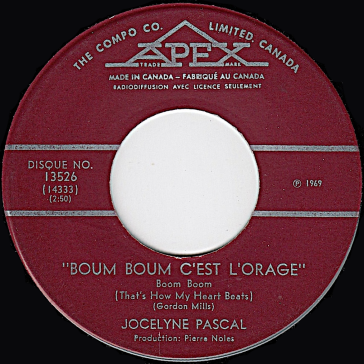 THE COMPO CO. LIMITED CANADA
APEX
TRADE MARK
MADE IN CANADA – FABRIQUÉ AU CANADA
RADIODIFFUSION AVEC LICENCE SEULEMENT
DISQUE NO.
13526
(14333)
(2:50)
℗ 1969
"BOUM BOUM C'EST L'ORAGE"
Boom Boom
(That's How My Heart Beats)
(Gordon Mills)
JOCELYNE PASCAL
Production: Pierre Noles